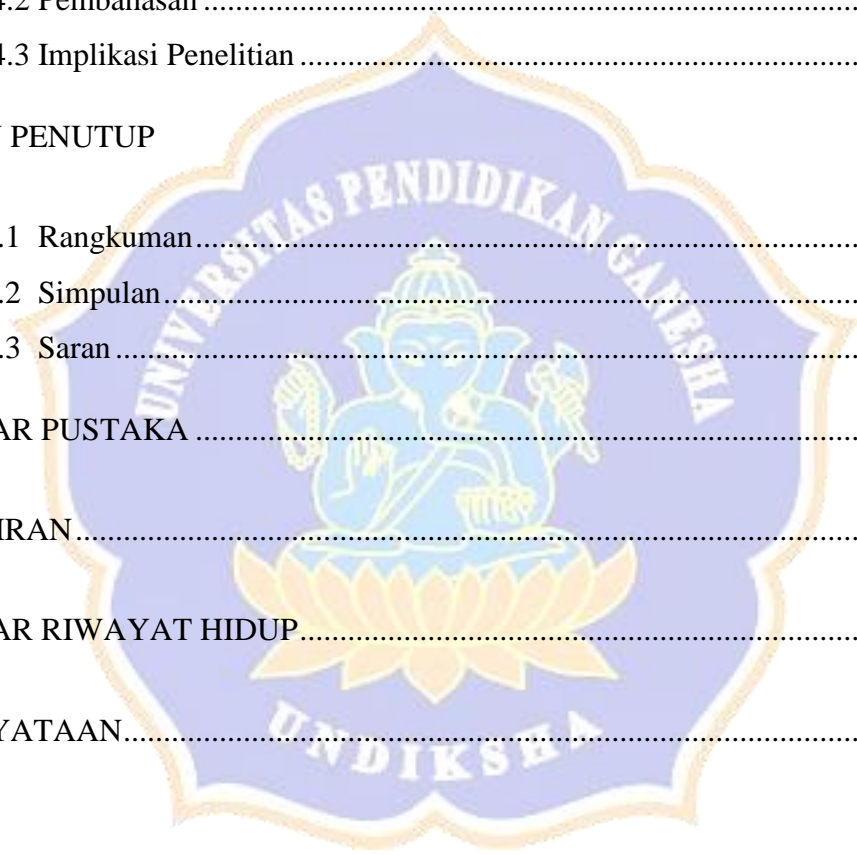 4.2 Pembahasan ................................................................
4.3 Implikasi Penelitian ................................................................
PENUTUP
.1 Rangkuman ................................................................
.2 Simpulan ................................................................
.3 Saran ................................................................
AR PUSTAKA ................................................................
IRAN ................................................................
AR RIWAYAT HIDUP ................................................................
YATAAN ................................................................
UNIVERSITAS PENDIDIKAN GANESHA
UNDIKSHA